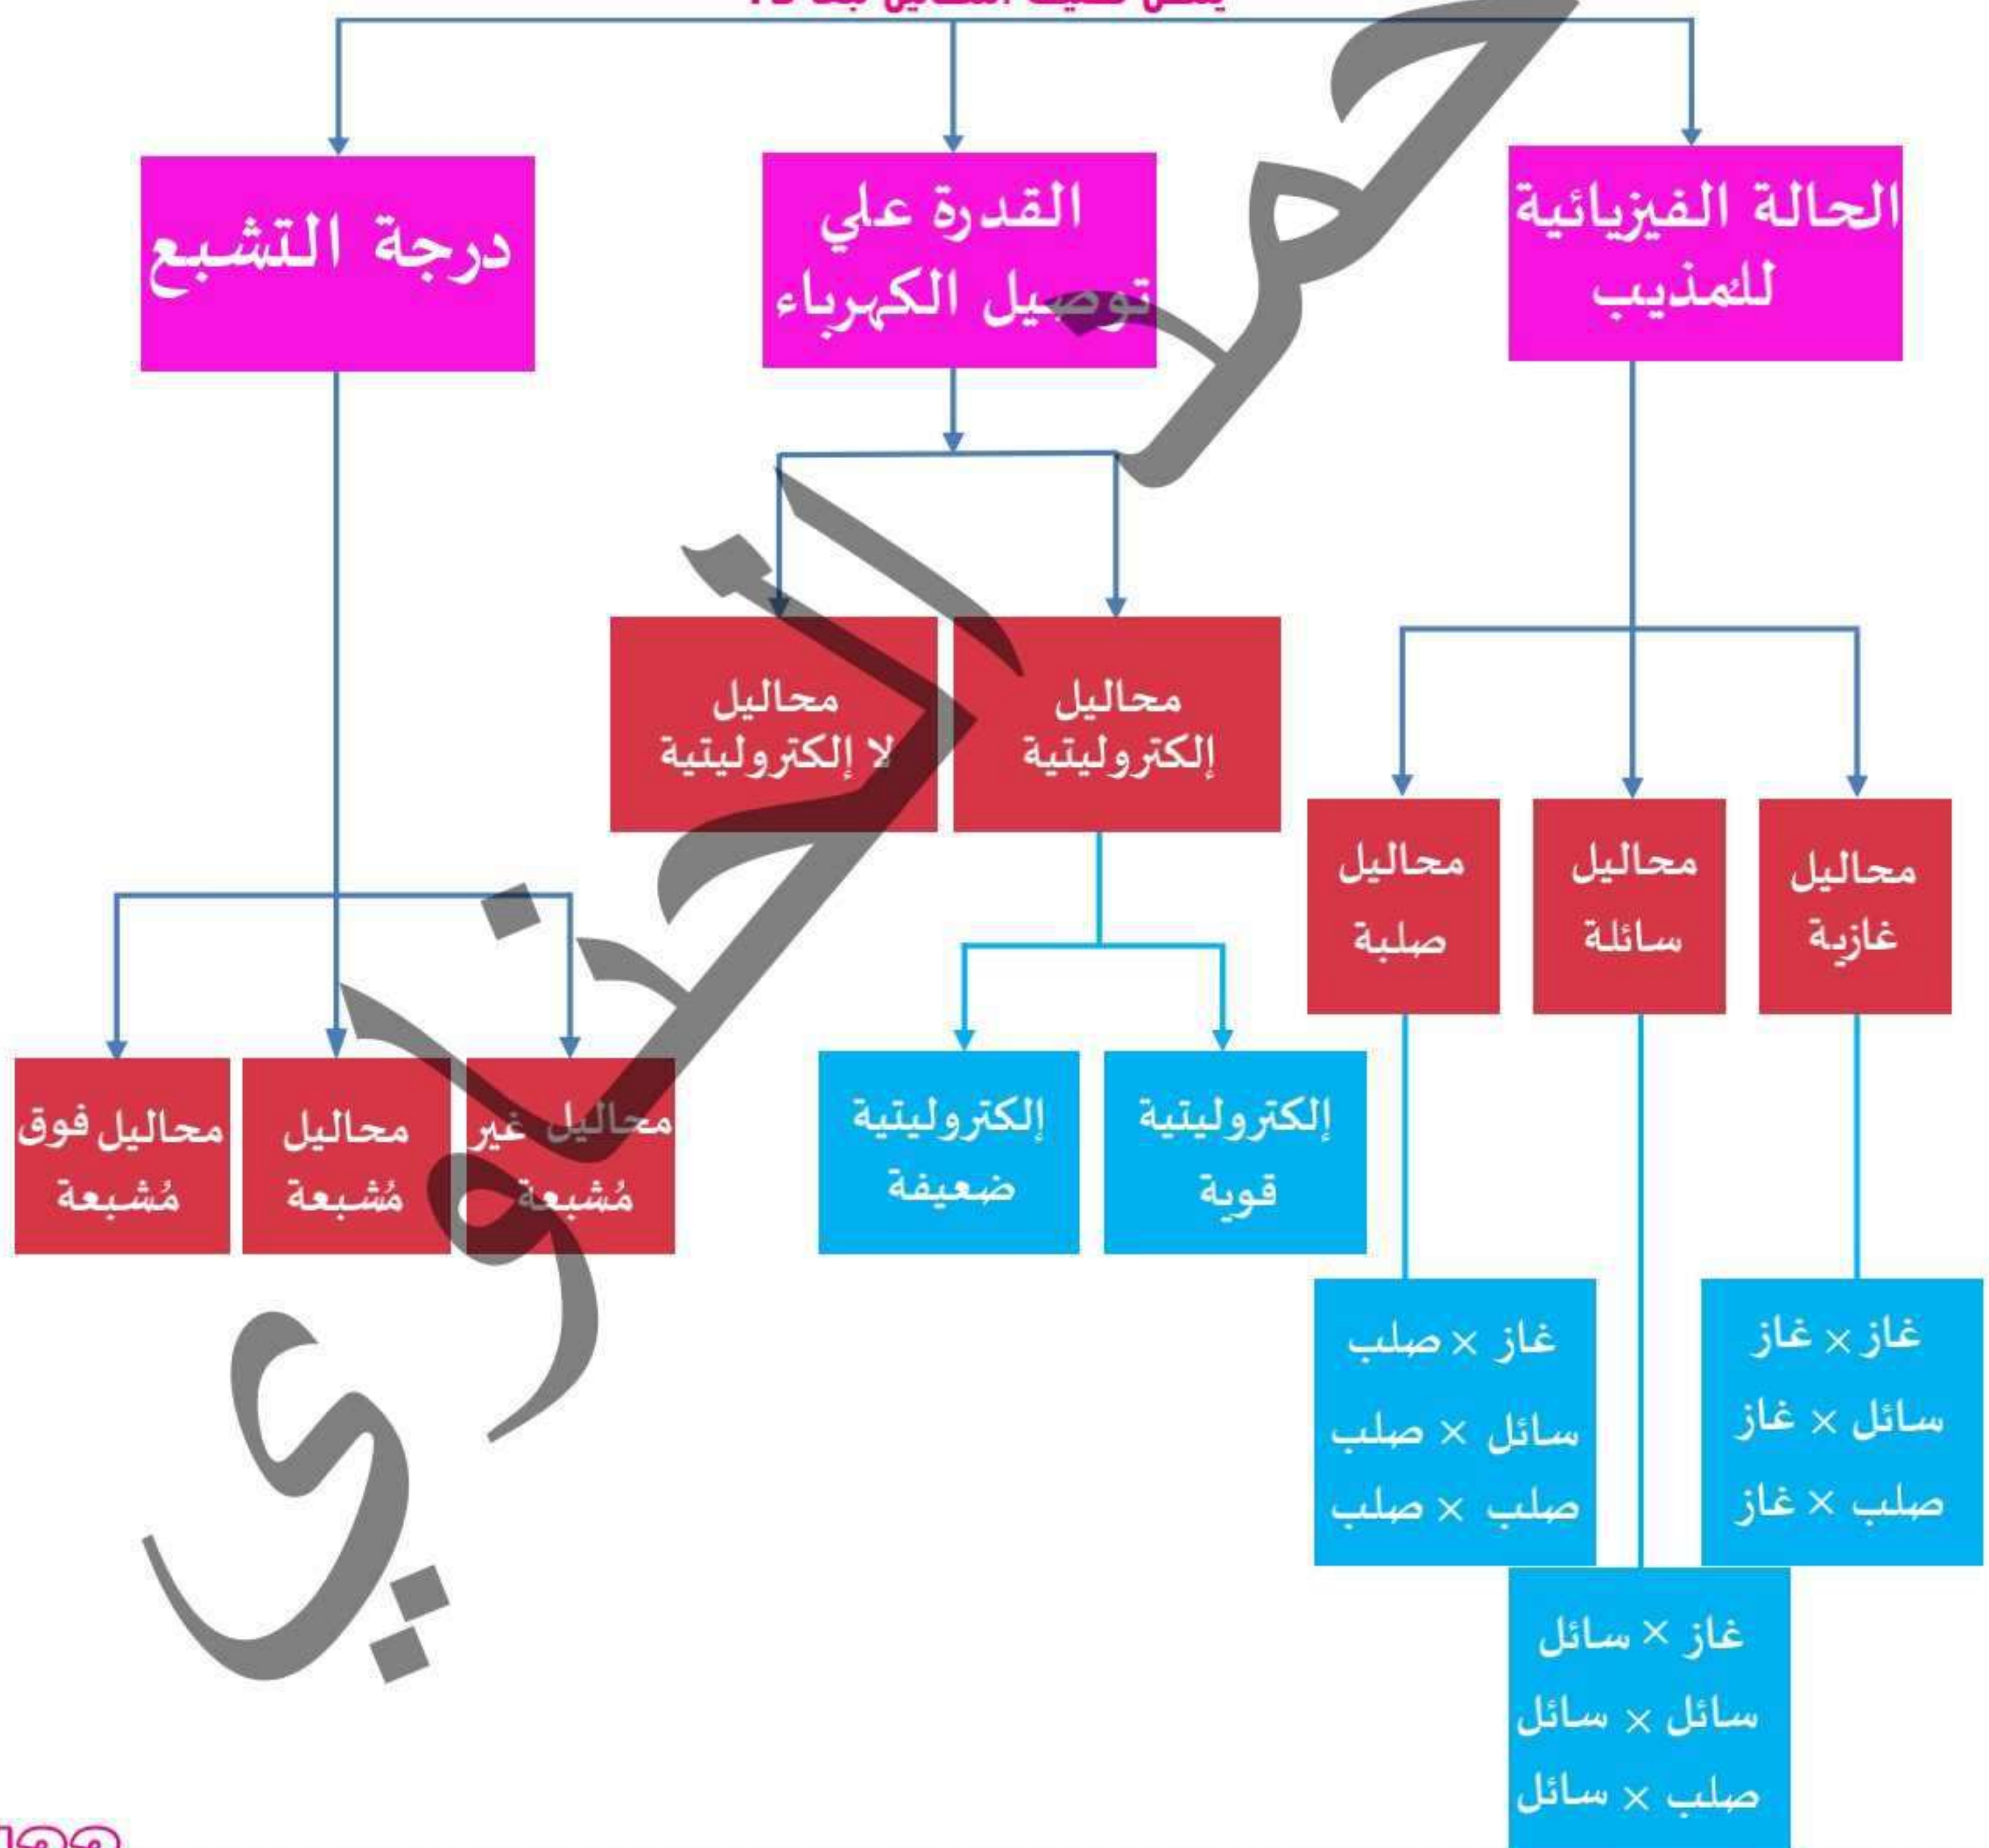 الحالة الفيزيائية
للمُذيب
القدرة علي
توصيل الكهرباء
درجة التشبع
محاليل
غازية
محاليل
سائلة
محاليل
صلبة
محاليل
إلكتروليتية
محاليل
لا إلكتروليتية
إلكتروليتية
قوية
إلكتروليتية
ضعيفة
محاليل غير
مُشبعة
محاليل
مُشبعة
محاليل فوق
مُشبعة
غاز × غاز
سائل × غاز
صلب × غاز
غاز × صلب
سائل × صلب
صلب × صلب
غاز × سائل
سائل × سائل
صلب × سائل